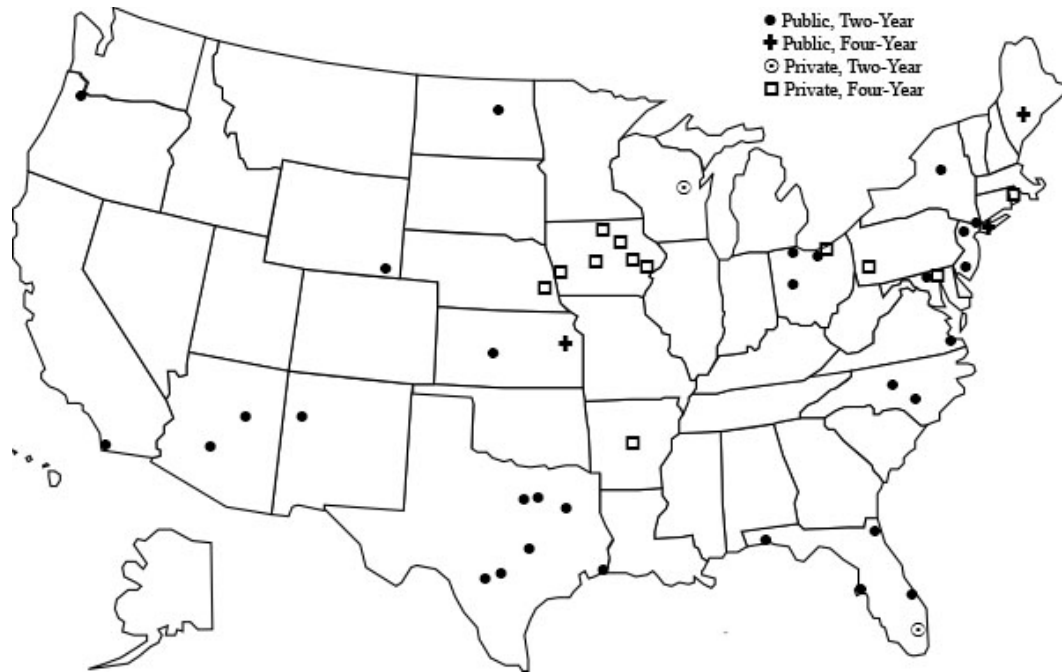 Public, Two-Year
Public, Four-Year
Private, Two-Year
Private, Four-Year